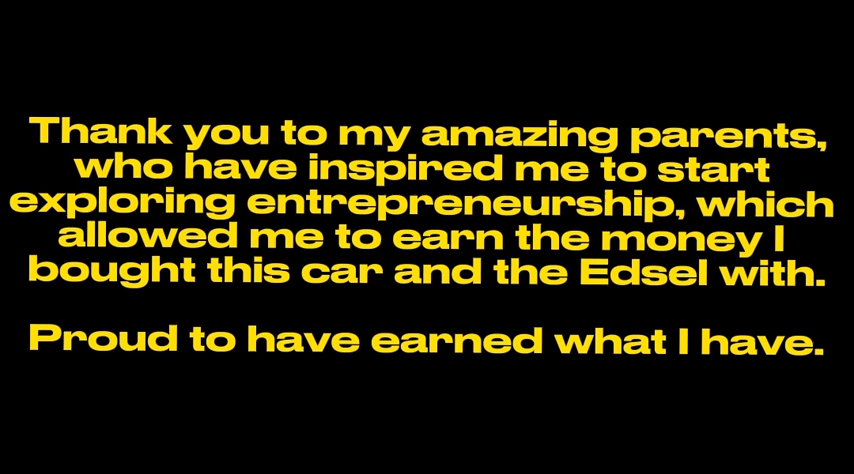 Thank you to my amazing parents,
who have inspired me to start
exploring entrepreneurship, which
allowed me to earn the money I
bought this car and the Edsel with.
Proud to have earned what I have.